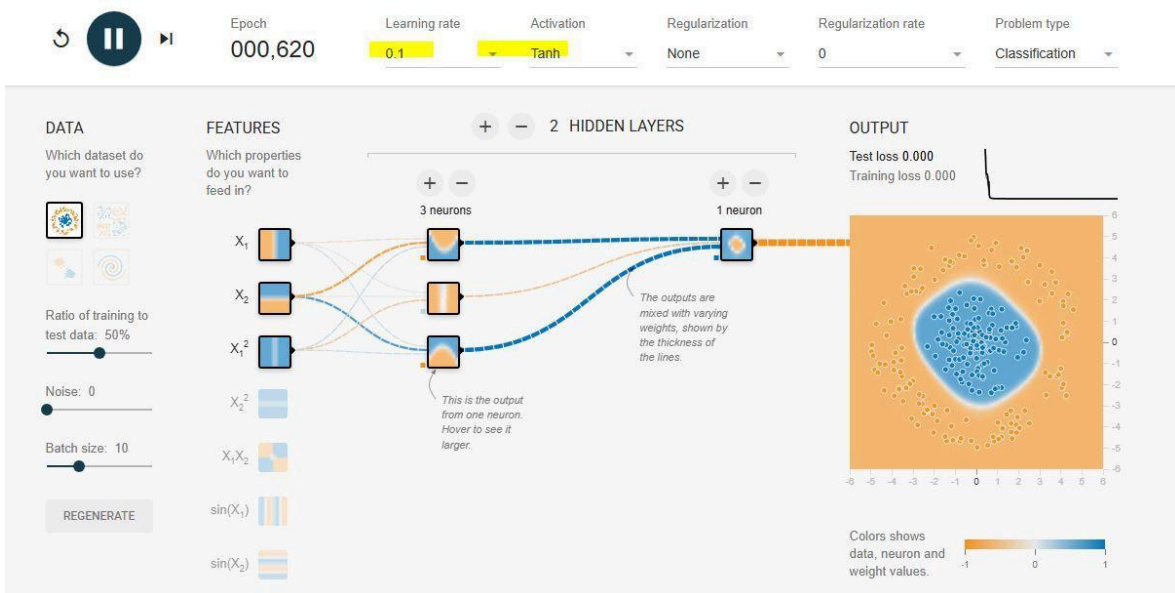 Epoch
000,620
Learning rate
0.1
Activation
Tanh
Regularization
None
Regularization rate
0
Problem type
Classification
DATA
Which dataset do
you want to use?
Ratio of training to
test data: 50%
Noise: 0
Batch size: 10
REGENERATE
FEATURES
Which properties
do you want to
feed in?
X₁
X₂
X₁²
X₂²
X₁X₂
sin(X₁)
sin(X₂)
+ − 2 HIDDEN LAYERS
+ −
3 neurons
+ −
1 neuron
The outputs are
mixed with varying
weights, shown by
the thickness of
the lines.
This is the output
from one neuron.
Hover to see it
larger.
OUTPUT
Test loss 0.000
Training loss 0.000
6
5
4
3
2
1
0
-1
-2
-3
-4
-5
-6
-6 -5 -4 -3 -2 -1 0 1 2 3 4 5 6
Colors shows
data, neuron and
weight values.
-1 0 1